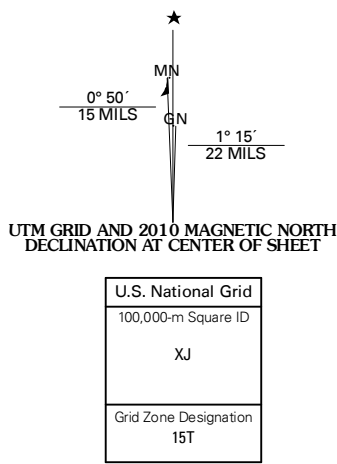 MN
0° 50´
15 MILS
GN
1° 15´
22 MILS
UTM GRID AND 2010 MAGNETIC NORTH
DECLINATION AT CENTER OF SHEET
U.S. National Grid
100,000-m Square ID
XJ
Grid Zone Designation
15T